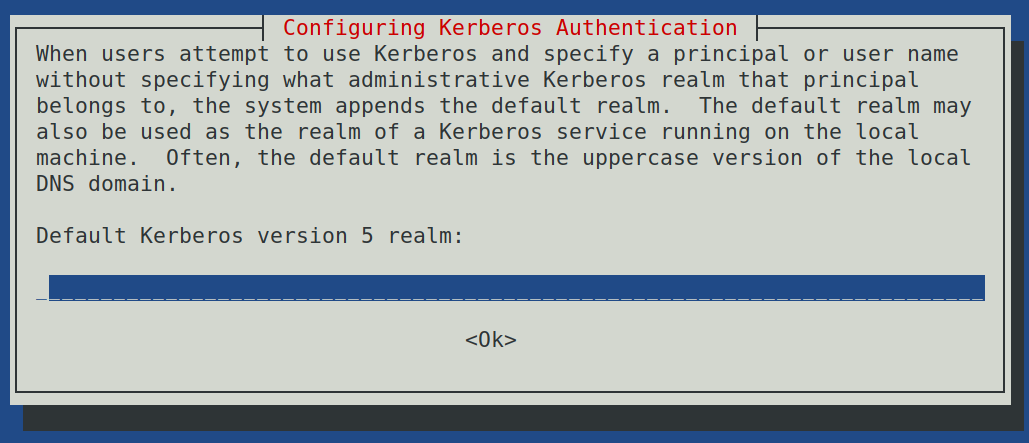 Configuring Kerberos Authentication
When users attempt to use Kerberos and specify a principal or user name
without specifying what administrative Kerberos realm that principal
belongs to, the system appends the default realm.  The default realm may
also be used as the realm of a Kerberos service running on the local
machine.  Often, the default realm is the uppercase version of the local
DNS domain.
Default Kerberos version 5 realm:
<Ok>